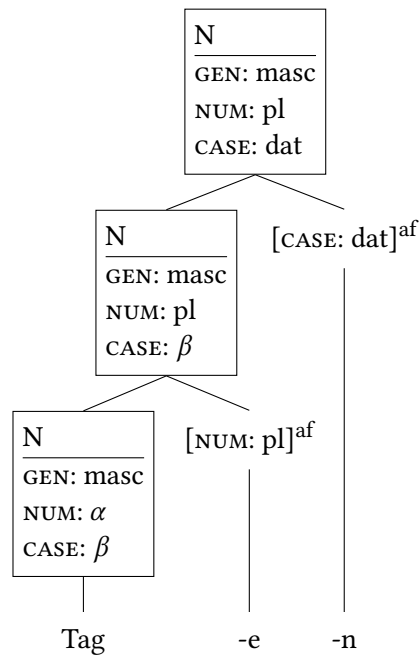 N
GEN: masc
NUM: pl
CASE: dat
N
GEN: masc
NUM: pl
CASE: β
[CASE: dat]af
N
GEN: masc
NUM: α
CASE: β
[NUM: pl]af
Tag -e -n